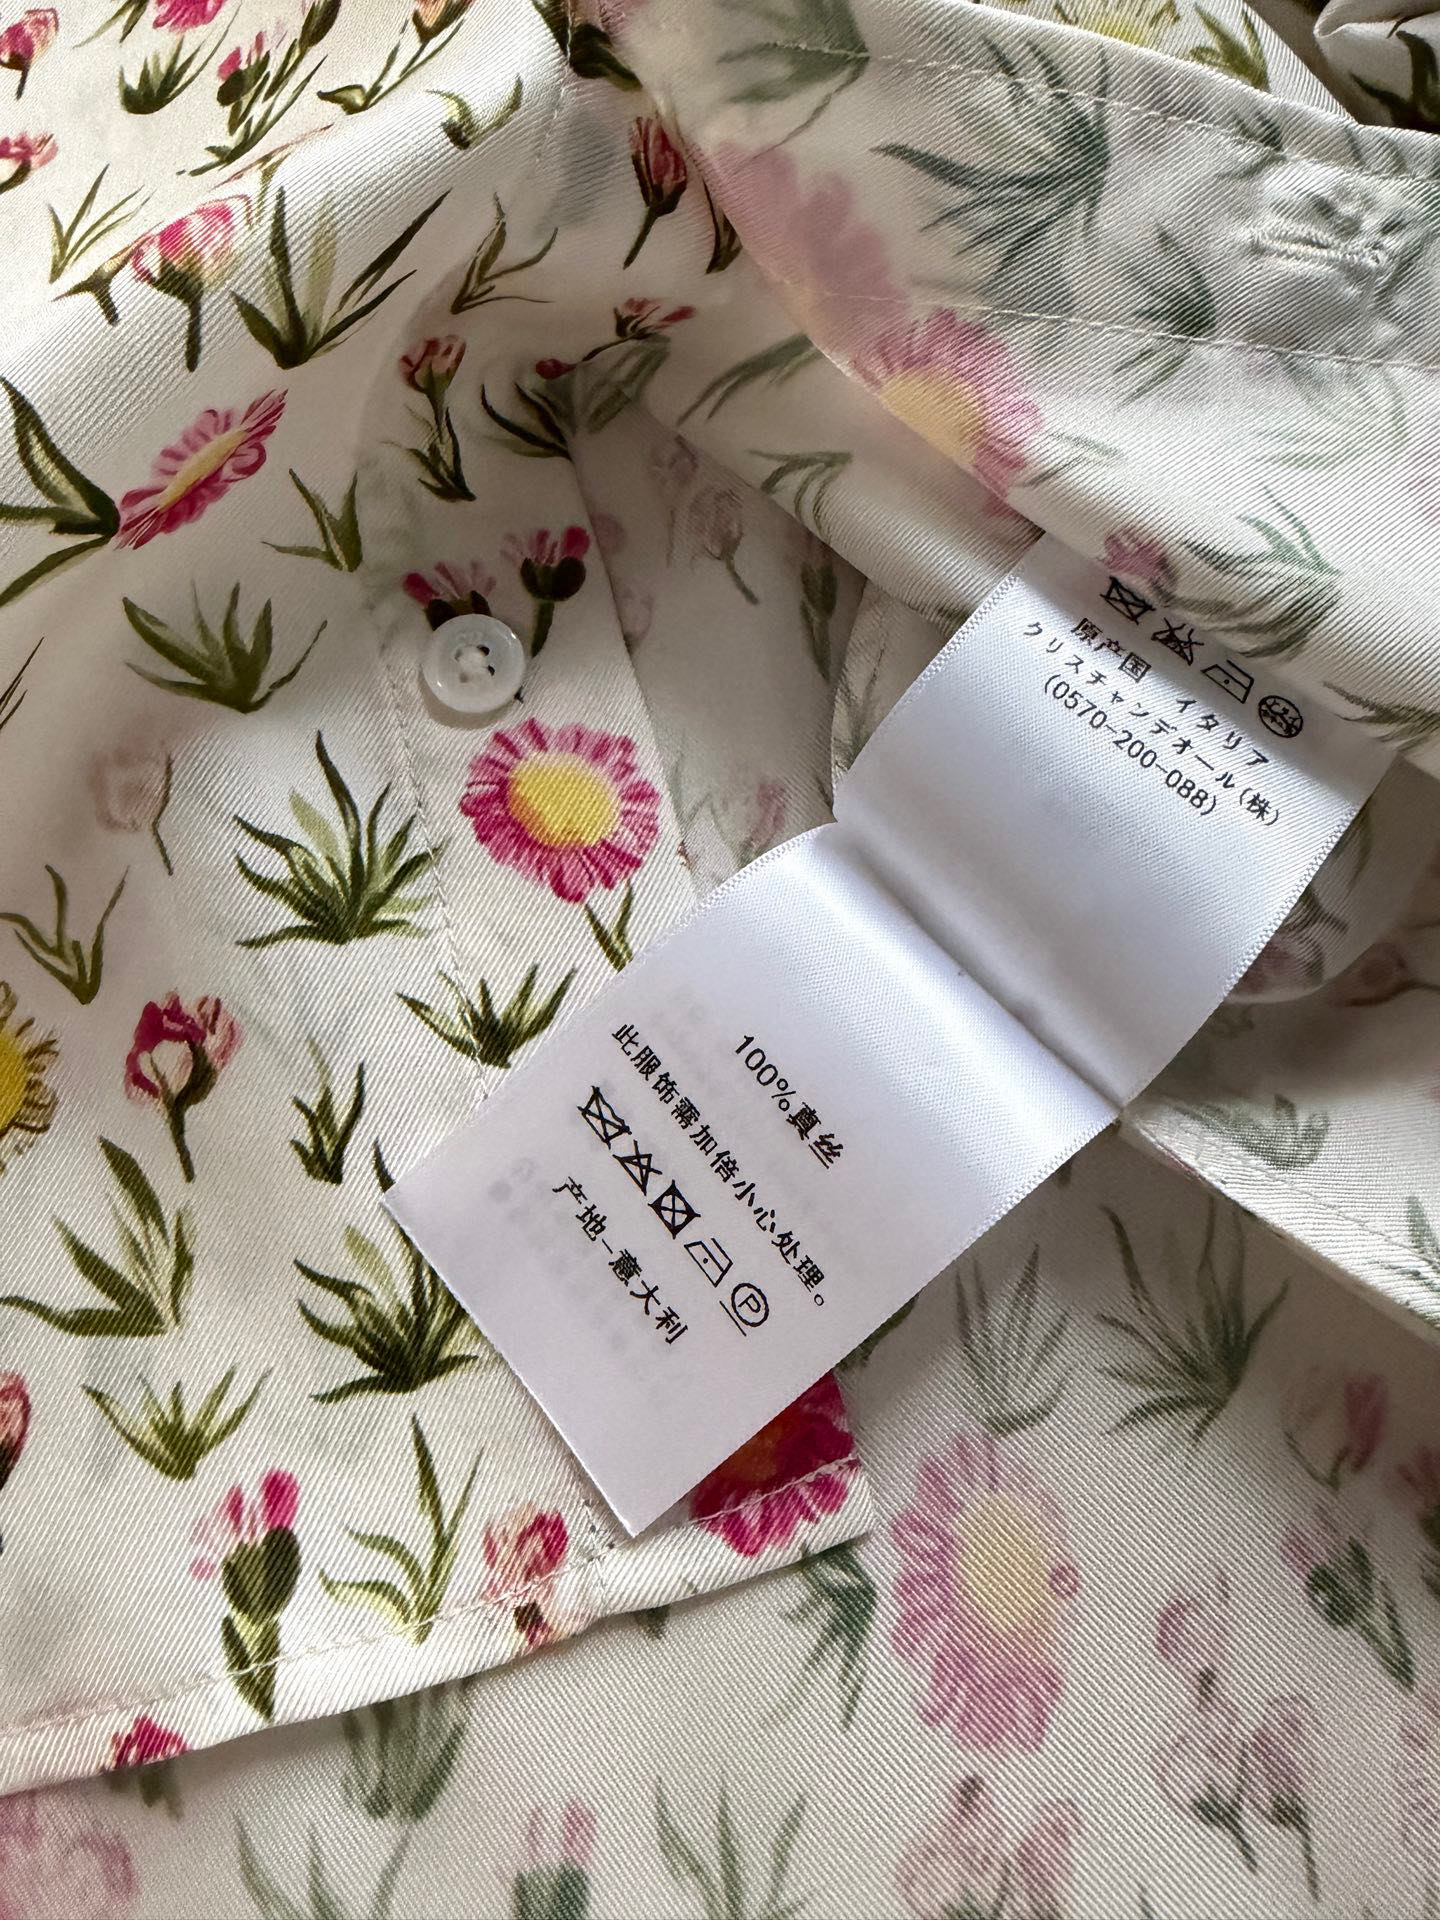 原产国 イタリア
クリスチャンデオール(株)
(0570-200-088)
100%真丝
此服饰需加倍小心处理。
P
产地-意大利